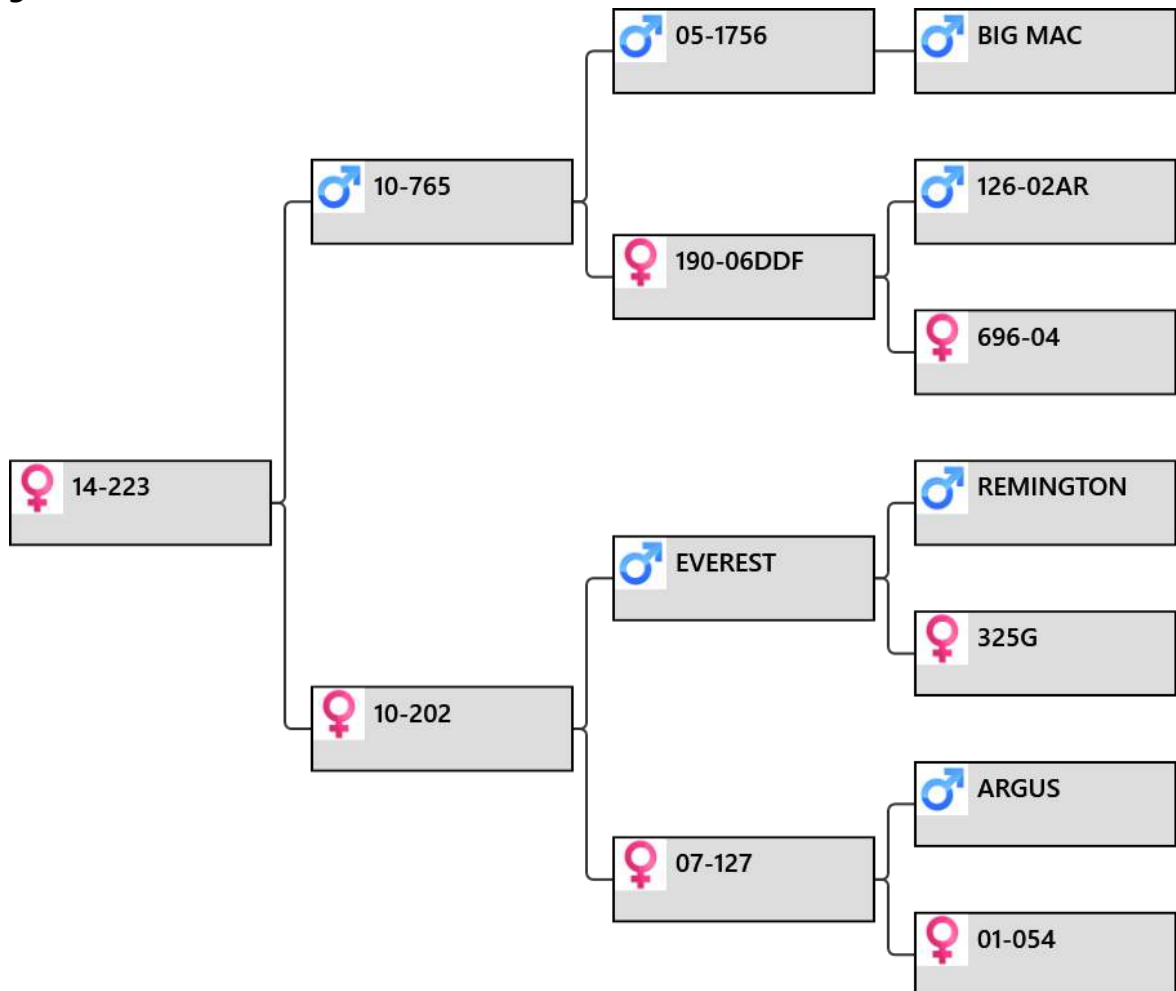 05-1756
BIG MAC
10-765
126-02AR
190-06DDF
696-04
14-223
REMINGTON
EVEREST
325G
10-202
ARGUS
07-127
01-054